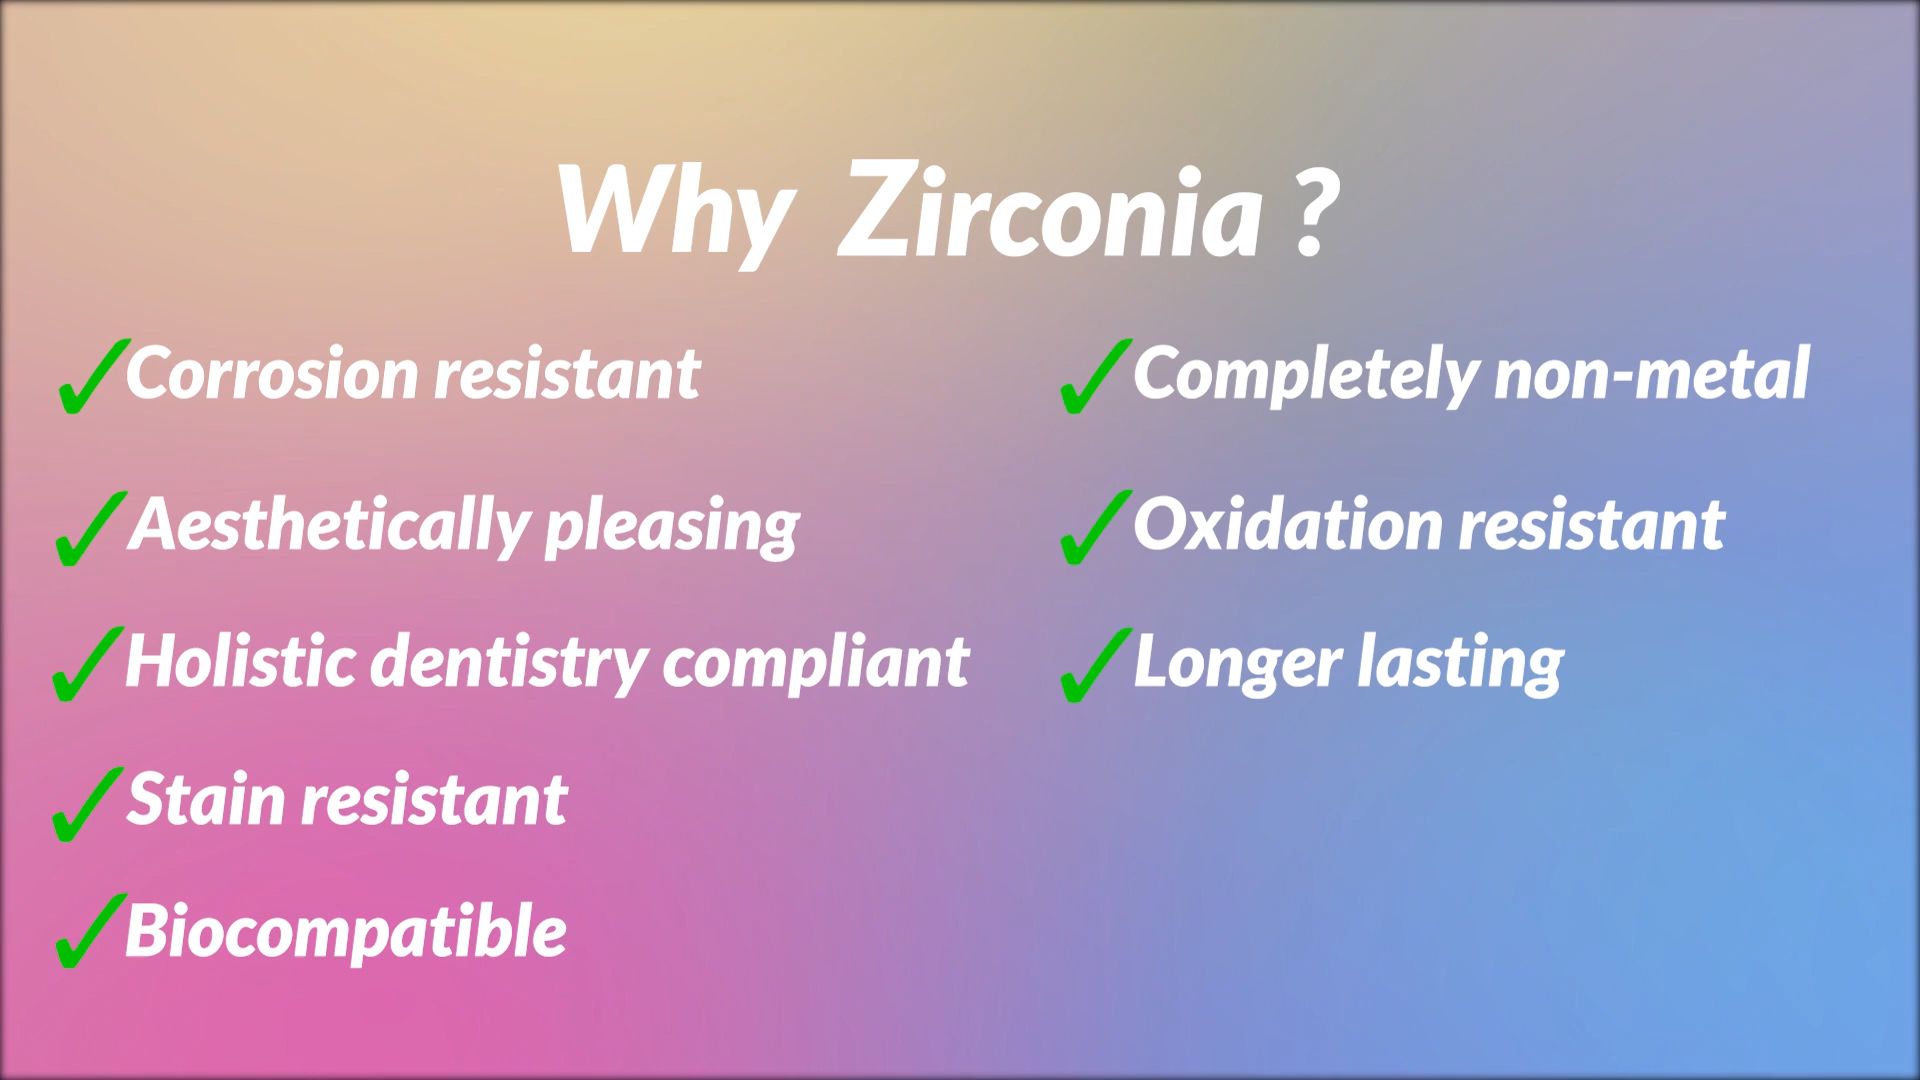 Why Zirconia ?
✓Corrosion resistant
✓Aesthetically pleasing
✓Holistic dentistry compliant
✓Stain resistant
✓Biocompatible
✓Completely non-metal
✓Oxidation resistant
✓Longer lasting